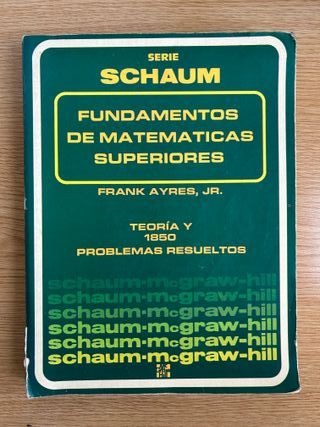 SERIE
SCHAUM
FUNDAMENTOS
DE MATEMATICAS
SUPERIORES
FRANK AYRES, JR.
TEORÍA Y
1850
PROBLEMAS RESUELTOS
schaum·mcgraw-hill
schaum·mcgraw-hill
schaum·mcgraw-hill
schaum·mcgraw-hill
schaum·mcgraw-hill
schaum·mcgraw-hill